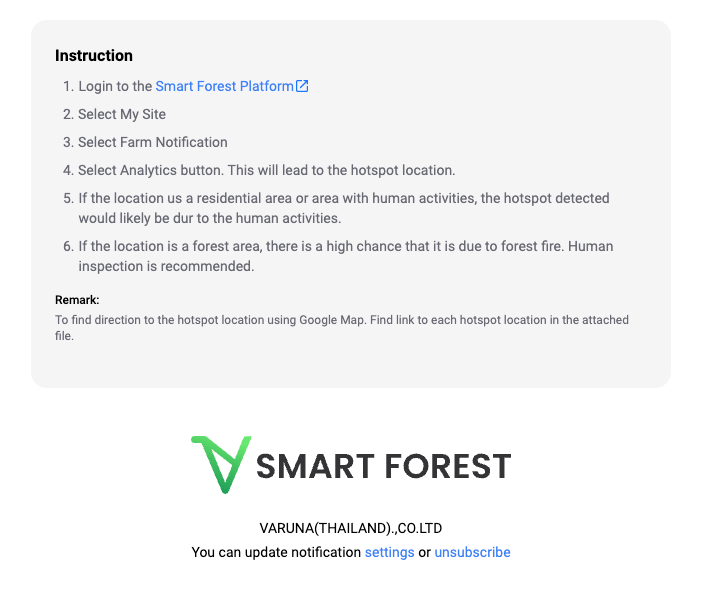 Instruction
1. Login to the Smart Forest Platform
2. Select My Site
3. Select Farm Notification
4. Select Analytics button. This will lead to the hotspot location.
5. If the location us a residential area or area with human activities, the hotspot detected
would likely be dur to the human activities.
6. If the location is a forest area, there is a high chance that it is due to forest fire. Human
inspection is recommended.
Remark:
To find direction to the hotspot location using Google Map. Find link to each hotspot location in the attached
file.
SMART FOREST
VARUNA(THAILAND).,CO.LTD
You can update notification settings or unsubscribe